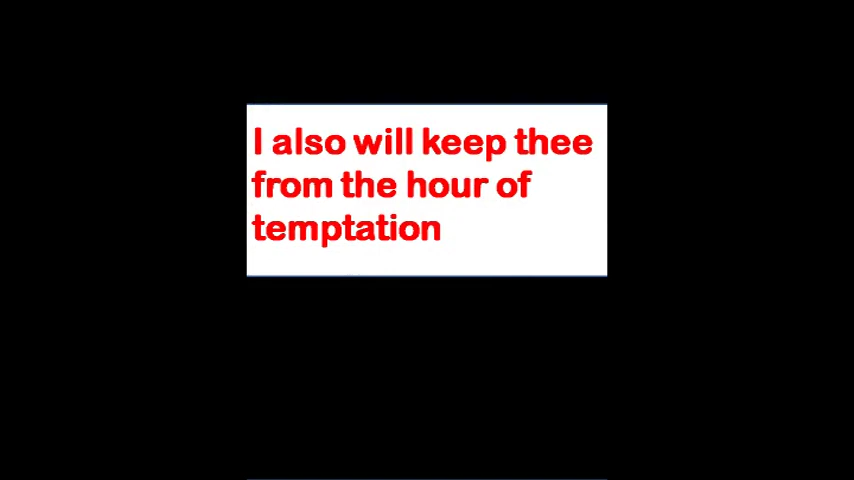 I also will keep thee
from the hour of
temptation